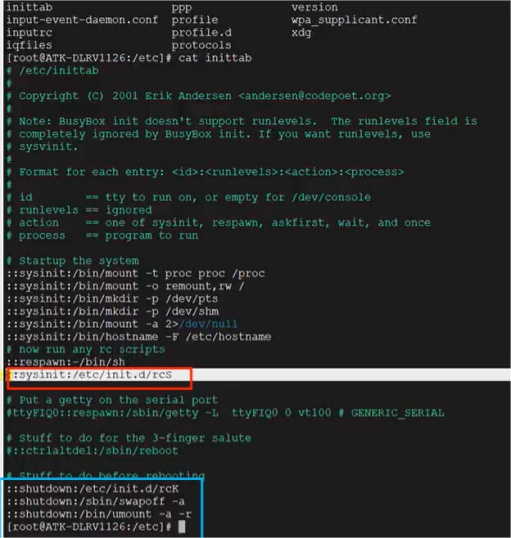 inittab ppp version
input-event-daemon.conf profile wpa_supplicant.conf
inputrc profile.d xdg
iqfiles protocols
[root@ATK-DLRV1126:/etc]# cat inittab
# /etc/inittab
#
# Copyright (C) 2001 Erik Andersen <andersen@codepoet.org>
#
# Note: BusyBox init doesn't support runlevels.  The runlevels field is
# completely ignored by BusyBox init. If you want runlevels, use
# sysvinit.
#
# Format for each entry: <id>:<runlevels>:<action>:<process>
#
# id        == tty to run on, or empty for /dev/console
# runlevels == ignored
# action    == one of sysinit, respawn, askfirst, wait, and once
# process   == program to run

# Startup the system
::sysinit:/bin/mount -t proc proc /proc
::sysinit:/bin/mount -o remount,rw /
::sysinit:/bin/mkdir -p /dev/pts
::sysinit:/bin/mkdir -p /dev/shm
::sysinit:/bin/mount -a 2>/dev/null
::sysinit:/bin/hostname -F /etc/hostname
# now run any rc scripts
::respawn:-/bin/sh
::sysinit:/etc/init.d/rcS

# Put a getty on the serial port
#ttyFIQ0::respawn:/sbin/getty -L  ttyFIQ0 0 vt100 # GENERIC_SERIAL

# Stuff to do for the 3-finger salute
#::ctrlaltdel:/sbin/reboot

# Stuff to do before rebooting
::shutdown:/etc/init.d/rcK
::shutdown:/sbin/swapoff -a
::shutdown:/bin/umount -a -r
[root@ATK-DLRV1126:/etc]#